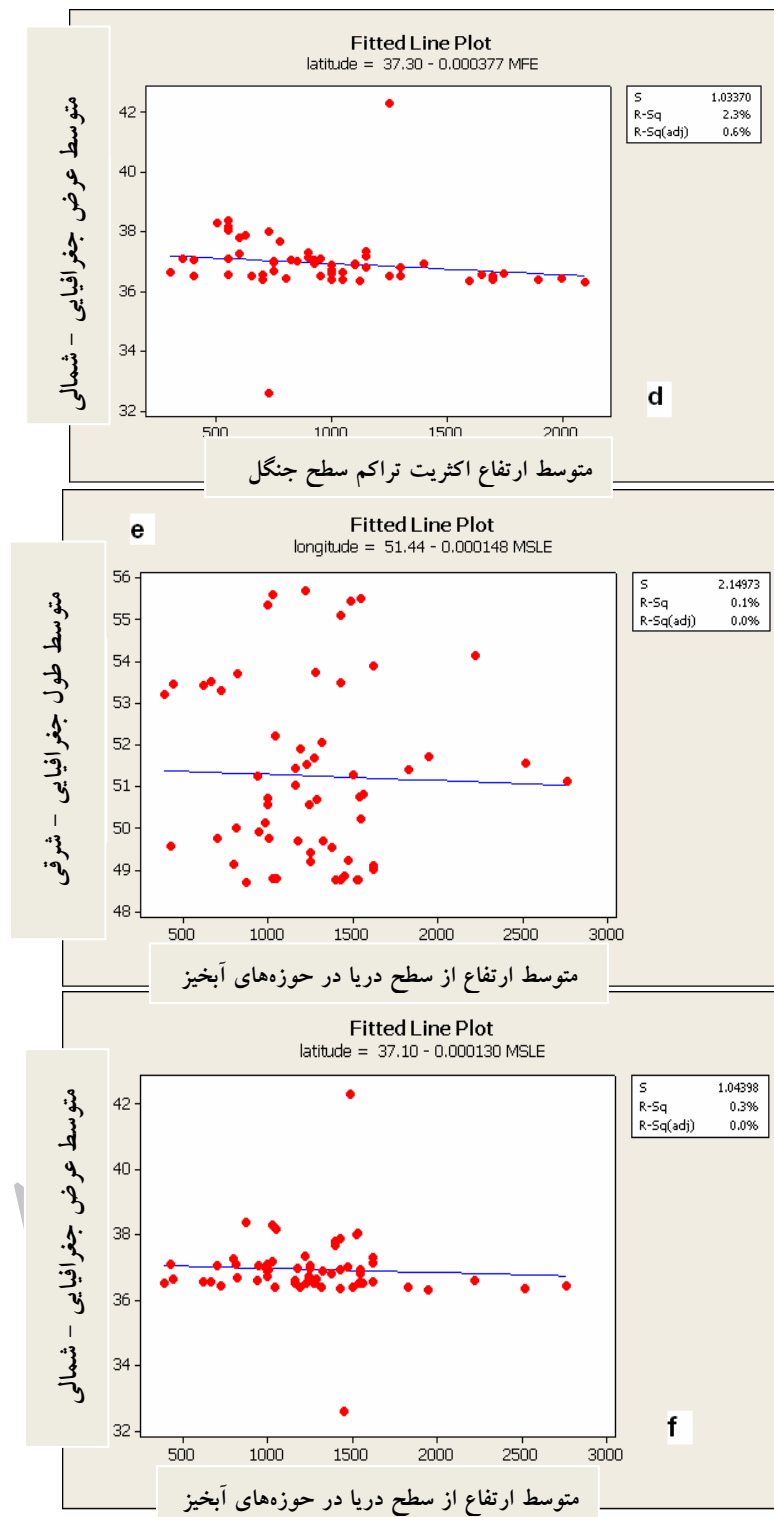 Fitted Line Plot
latitude = 37.30 - 0.000377 MFE
S 1.03370
R-Sq 2.3%
R-Sq(adj) 0.6%
متوسط عرض جغرافیایی - شمالی
42
40
38
36
34
32
500 1000 1500 2000
d
متوسط ارتفاع اکثریت تراکم سطح جنگل
e
Fitted Line Plot
longitude = 51.44 - 0.000148 MSLE
S 2.14973
R-Sq 0.1%
R-Sq(adj) 0.0%
متوسط طول جغرافیایی - شرقی
56
55
54
53
52
51
50
49
48
500 1000 1500 2000 2500 3000
متوسط ارتفاع از سطح دریا در حوزه‌های آبخیز
Fitted Line Plot
latitude = 37.10 - 0.000130 MSLE
S 1.04398
R-Sq 0.3%
R-Sq(adj) 0.0%
متوسط عرض جغرافیایی - شمالی
42
40
38
36
34
32
500 1000 1500 2000 2500 3000
f
متوسط ارتفاع از سطح دریا در حوزه‌های آبخیز